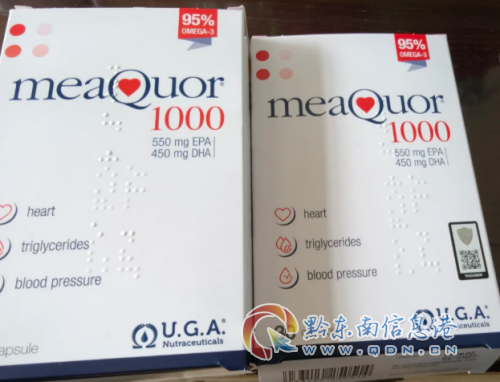 95%
OMEGA-3
meaQuor®
1000
550 mg EPA
450 mg DHA
heart
triglycerides
blood pressure
apsule
U.G.A.®
Nutraceuticals
95%
OMEGA-3
meaQuor®
1000
550 mg EPA
450 mg DHA
heart
triglycerides
blood pressure
黔东南信息港
www.QDN.cn